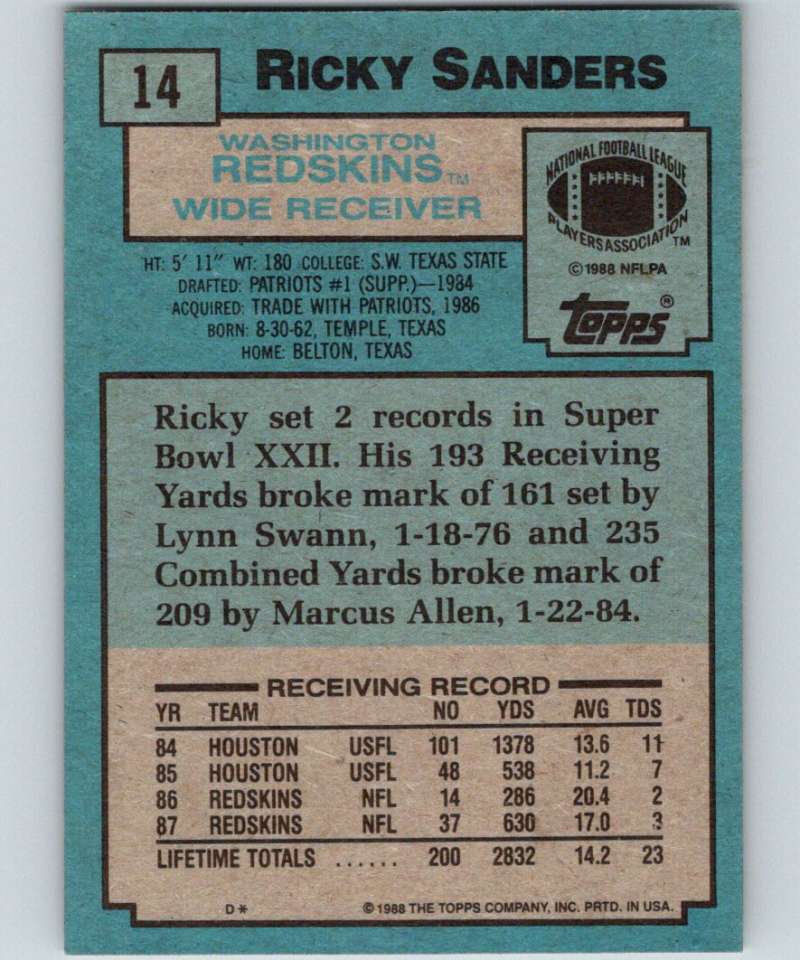 14
RICKY SANDERS
WASHINGTON
REDSKINS TM
WIDE RECEIVER
NATIONAL FOOTBALL LEAGUE
PLAYERS ASSOCIATION TM
© 1988 NFLPA
Topps ®
HT: 5' 11" WT: 180 COLLEGE: S.W. TEXAS STATE
DRAFTED: PATRIOTS #1 (SUPP.)—1984
ACQUIRED: TRADE WITH PATRIOTS, 1986
BORN: 8-30-62, TEMPLE, TEXAS
HOME: BELTON, TEXAS
Ricky set 2 records in Super
Bowl XXII. His 193 Receiving
Yards broke mark of 161 set by
Lynn Swann, 1-18-76 and 235
Combined Yards broke mark of
209 by Marcus Allen, 1-22-84.
RECEIVING RECORD
YR TEAM NO YDS AVG TDS
84 HOUSTON USFL 101 1378 13.6 11
85 HOUSTON USFL 48 538 11.2 7
86 REDSKINS NFL 14 286 20.4 2
87 REDSKINS NFL 37 630 17.0 3
LIFETIME TOTALS ...... 200 2832 14.2 23
D* © 1988 THE TOPPS COMPANY, INC. PRTD. IN USA.